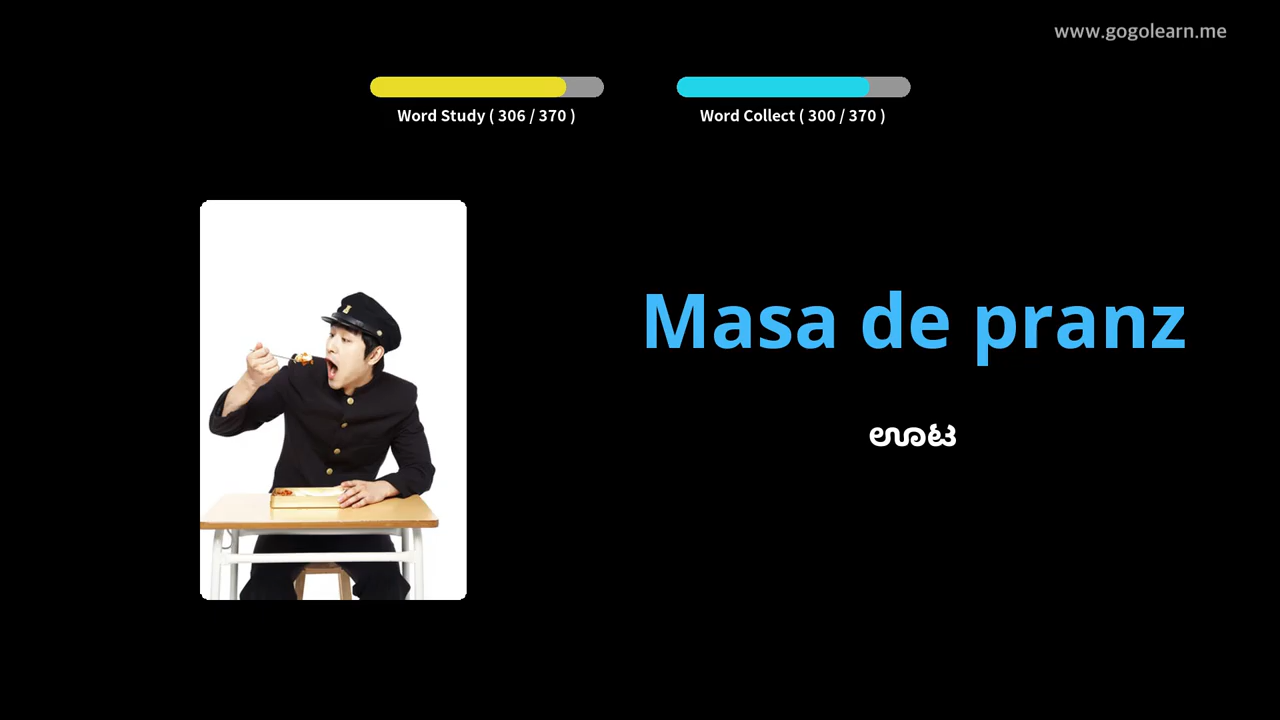 www.gogolearn.me
Word Study ( 306 / 370 )
Word Collect ( 300 / 370 )
Masa de pranz
ಊಟ